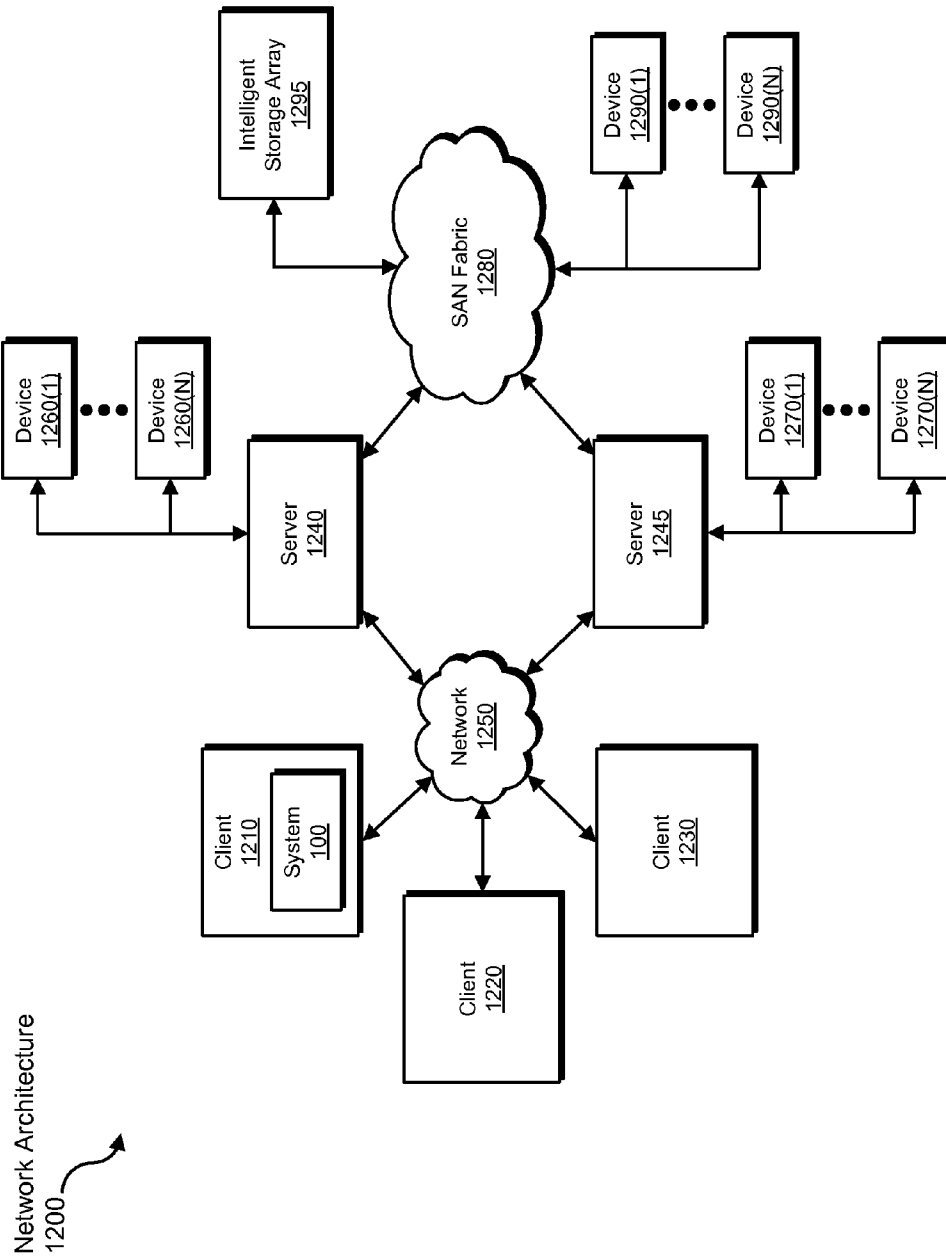 Network Architecture
1200
Client
1210
System
100
Client
1220
Client
1230
Network
1250
Server
1240
Server
1245
Device
1260(1)
Device
1260(N)
Device
1270(1)
Device
1270(N)
SAN Fabric
1280
Intelligent
Storage Array
1295
Device
1290(1)
Device
1290(N)